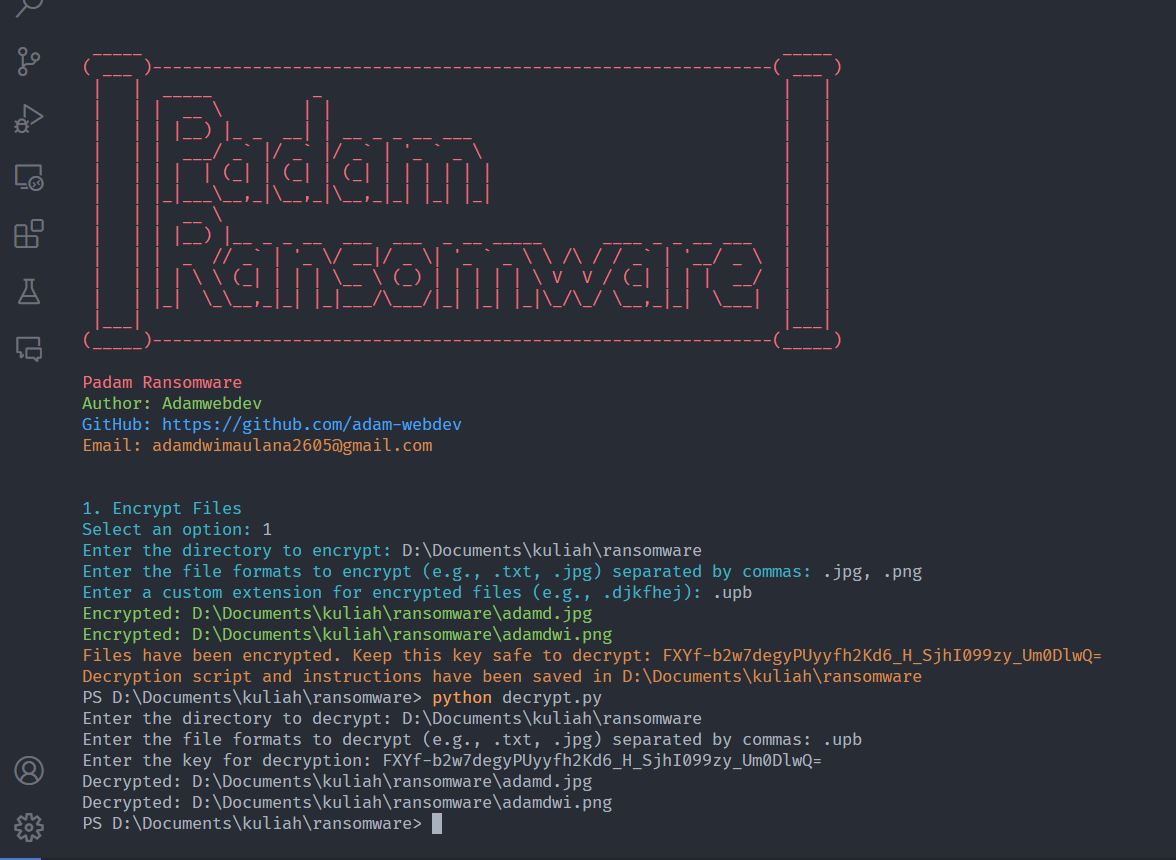 Padam
Ransomware
Padam Ransomware
Author: Adamwebdev
GitHub: https://github.com/adam-webdev
Email: adamdwimaulana2605@gmail.com
1. Encrypt Files
Select an option: 1
Enter the directory to encrypt: D:\Documents\kuliah\ransomware
Enter the file formats to encrypt (e.g., .txt, .jpg) separated by commas: .jpg, .png
Enter a custom extension for encrypted files (e.g., .djkfhej): .upb
Encrypted: D:\Documents\kuliah\ransomware\adamd.jpg
Encrypted: D:\Documents\kuliah\ransomware\adamdwi.png
Files have been encrypted. Keep this key safe to decrypt: FXYf-b2w7degyPUyyfh2Kd6_H_SjhI099zy_Um0DlwQ=
Decryption script and instructions have been saved in D:\Documents\kuliah\ransomware
PS D:\Documents\kuliah\ransomware> python decrypt.py
Enter the directory to decrypt: D:\Documents\kuliah\ransomware
Enter the file formats to decrypt (e.g., .txt, .jpg) separated by commas: .upb
Enter the key for decryption: FXYf-b2w7degyPUyyfh2Kd6_H_SjhI099zy_Um0DlwQ=
Decrypted: D:\Documents\kuliah\ransomware\adamd.jpg
Decrypted: D:\Documents\kuliah\ransomware\adamdwi.png
PS D:\Documents\kuliah\ransomware>